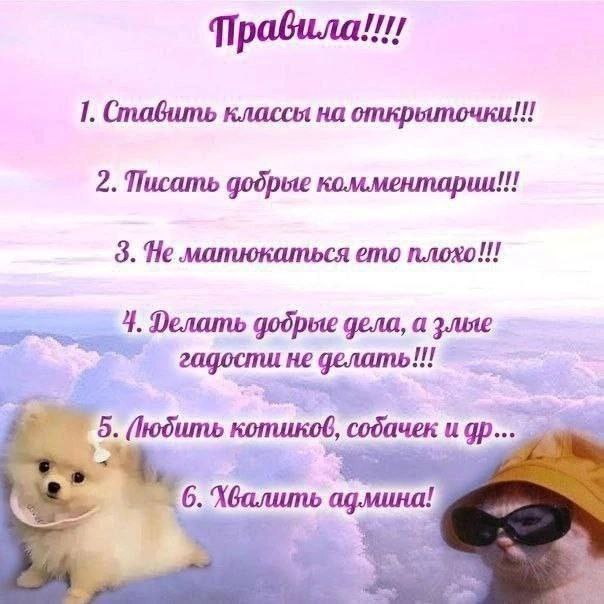 Правила!!!!
1. Ставить классы на открыточки!!!
2. Писать добрые комментарии!!!
3. Не матюкаться ето плохо!!!
4. Делать добрые дела, а злые
гадости не делать!!!
5. Любить котиков, собачек и др...
6. Хвалить админа!